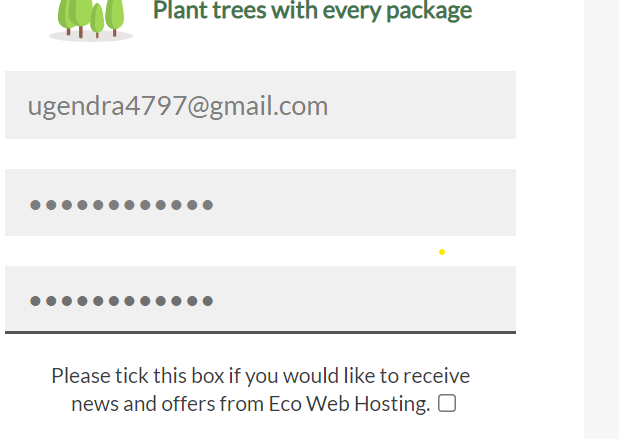 Plant trees with every package
ugendra4797@gmail.com
●●●●●●●●●●●●
●●●●●●●●●●●●
Please tick this box if you would like to receive
news and offers from Eco Web Hosting.